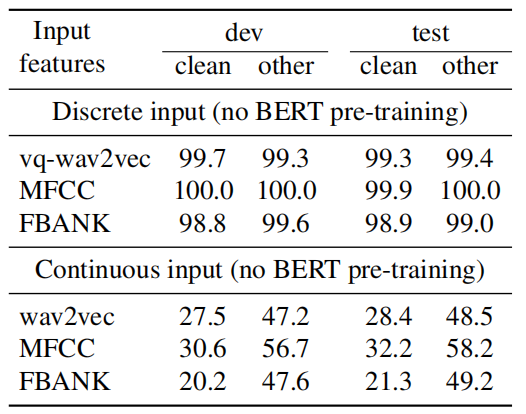 Input dev test
features clean other clean other
Discrete input (no BERT pre-training)
vq-wav2vec 99.7 99.3 99.3 99.4
MFCC 100.0 100.0 99.9 100.0
FBANK 98.8 99.6 98.9 99.0
Continuous input (no BERT pre-training)
wav2vec 27.5 47.2 28.4 48.5
MFCC 30.6 56.7 32.2 58.2
FBANK 20.2 47.6 21.3 49.2